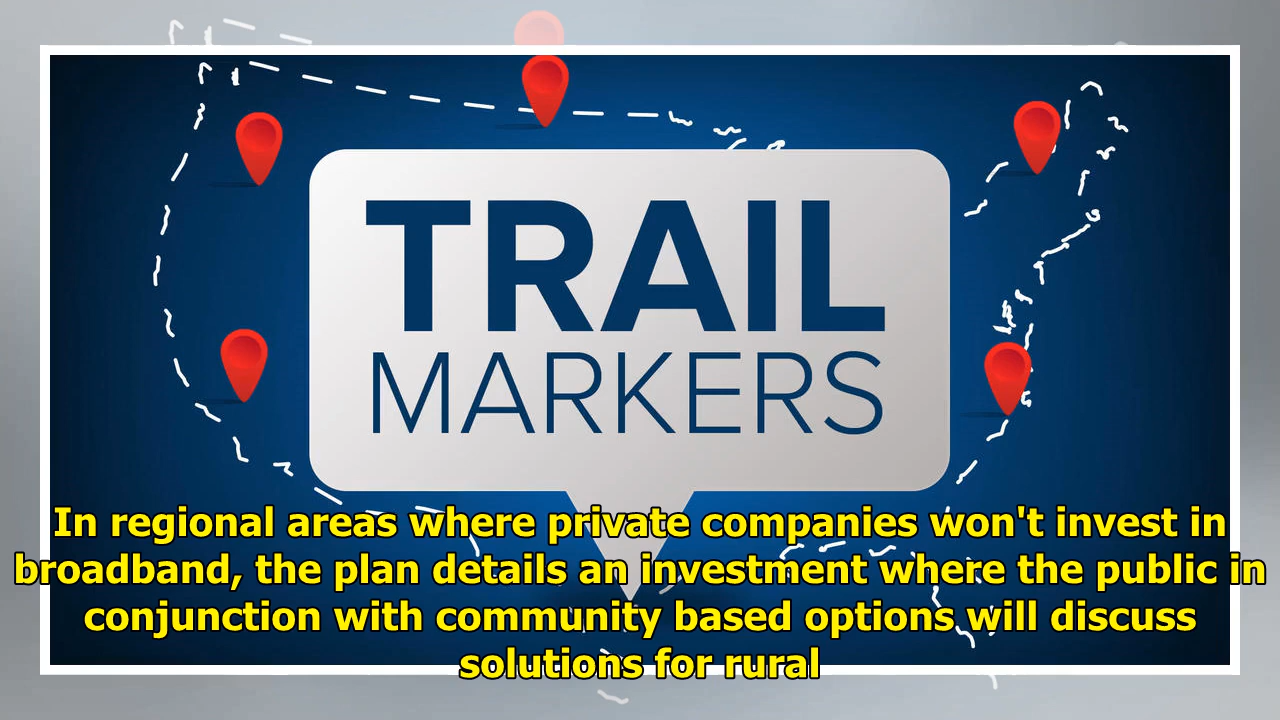 TRAIL
MARKERS
In regional areas where private companies won't invest in
broadband, the plan details an investment where the public in
conjunction with community based options will discuss
solutions for rural